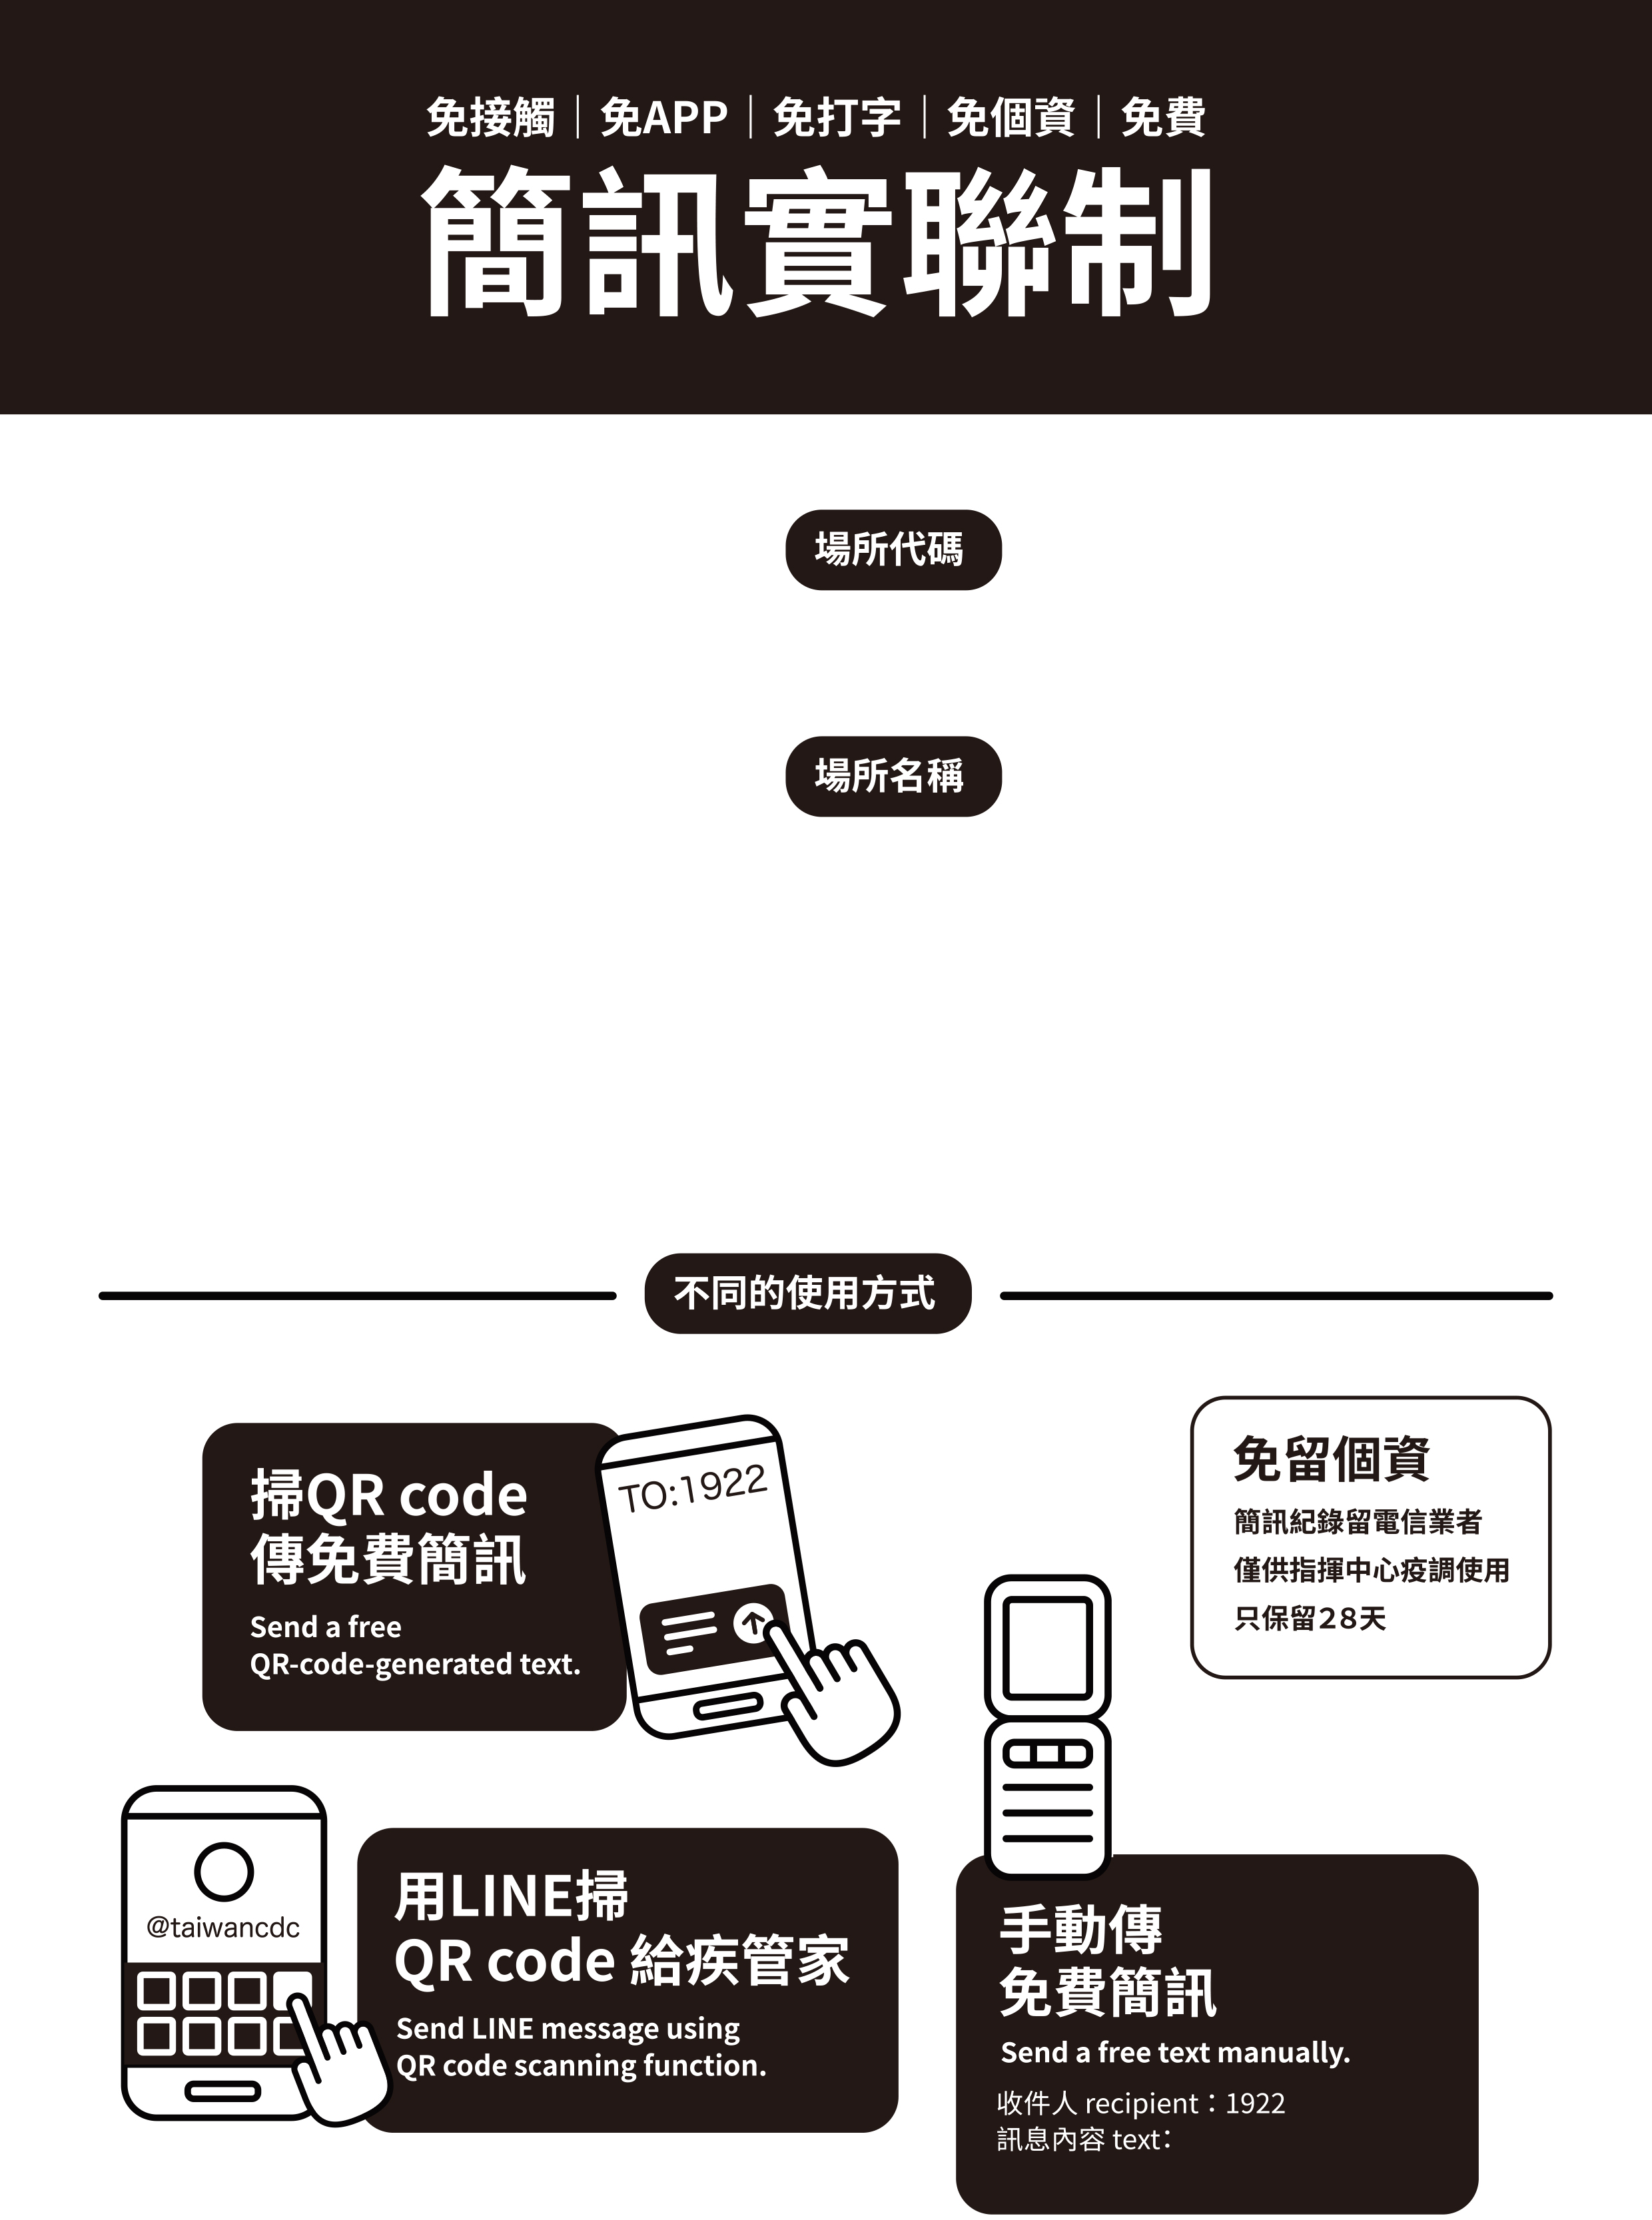 免接觸｜免APP｜免打字｜免個資｜免費
簡訊實聯制
場所代碼
場所名稱
不同的使用方式
掃QR code
傳免費簡訊
Send a free
QR-code-generated text.
TO:1922
免留個資
簡訊紀錄留電信業者
僅供指揮中心疫調使用
只保留28天
@taiwancdc
用LINE掃
QR code 給疾管家
Send LINE message using
QR code scanning function.
手動傳
免費簡訊
Send a free text manually.
收件人 recipient：1922
訊息內容 text：